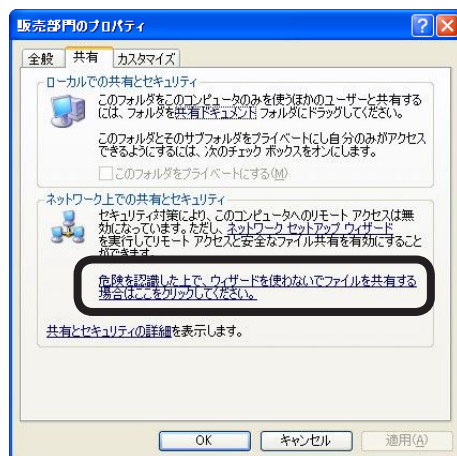 販売部門のプロパティ
全般 共有 カスタマイズ
ローカルでの共有とセキュリティ
このフォルダをこのコンピュータのみを使うほかのユーザーと共有する
には、フォルダを共有ドキュメント フォルダにドラッグしてください。
このフォルダとそのサブフォルダをプライベートにし自分のみがアクセス
できるようにするには、次のチェック ボックスをオンにします。
このフォルダをプライベートにする(M)
ネットワーク上での共有とセキュリティ
セキュリティ対策により、このコンピュータへのリモート アクセスは無
効になっています。ただし、ネットワーク セットアップ ウィザード
を実行してリモート アクセスと安全なファイル共有を有効にすること
ができます。
危険を認識した上で、ウィザードを使わないでファイルを共有する
場合はここをクリックしてください。
共有とセキュリティの詳細を表示します。
OK キャンセル 適用(A)